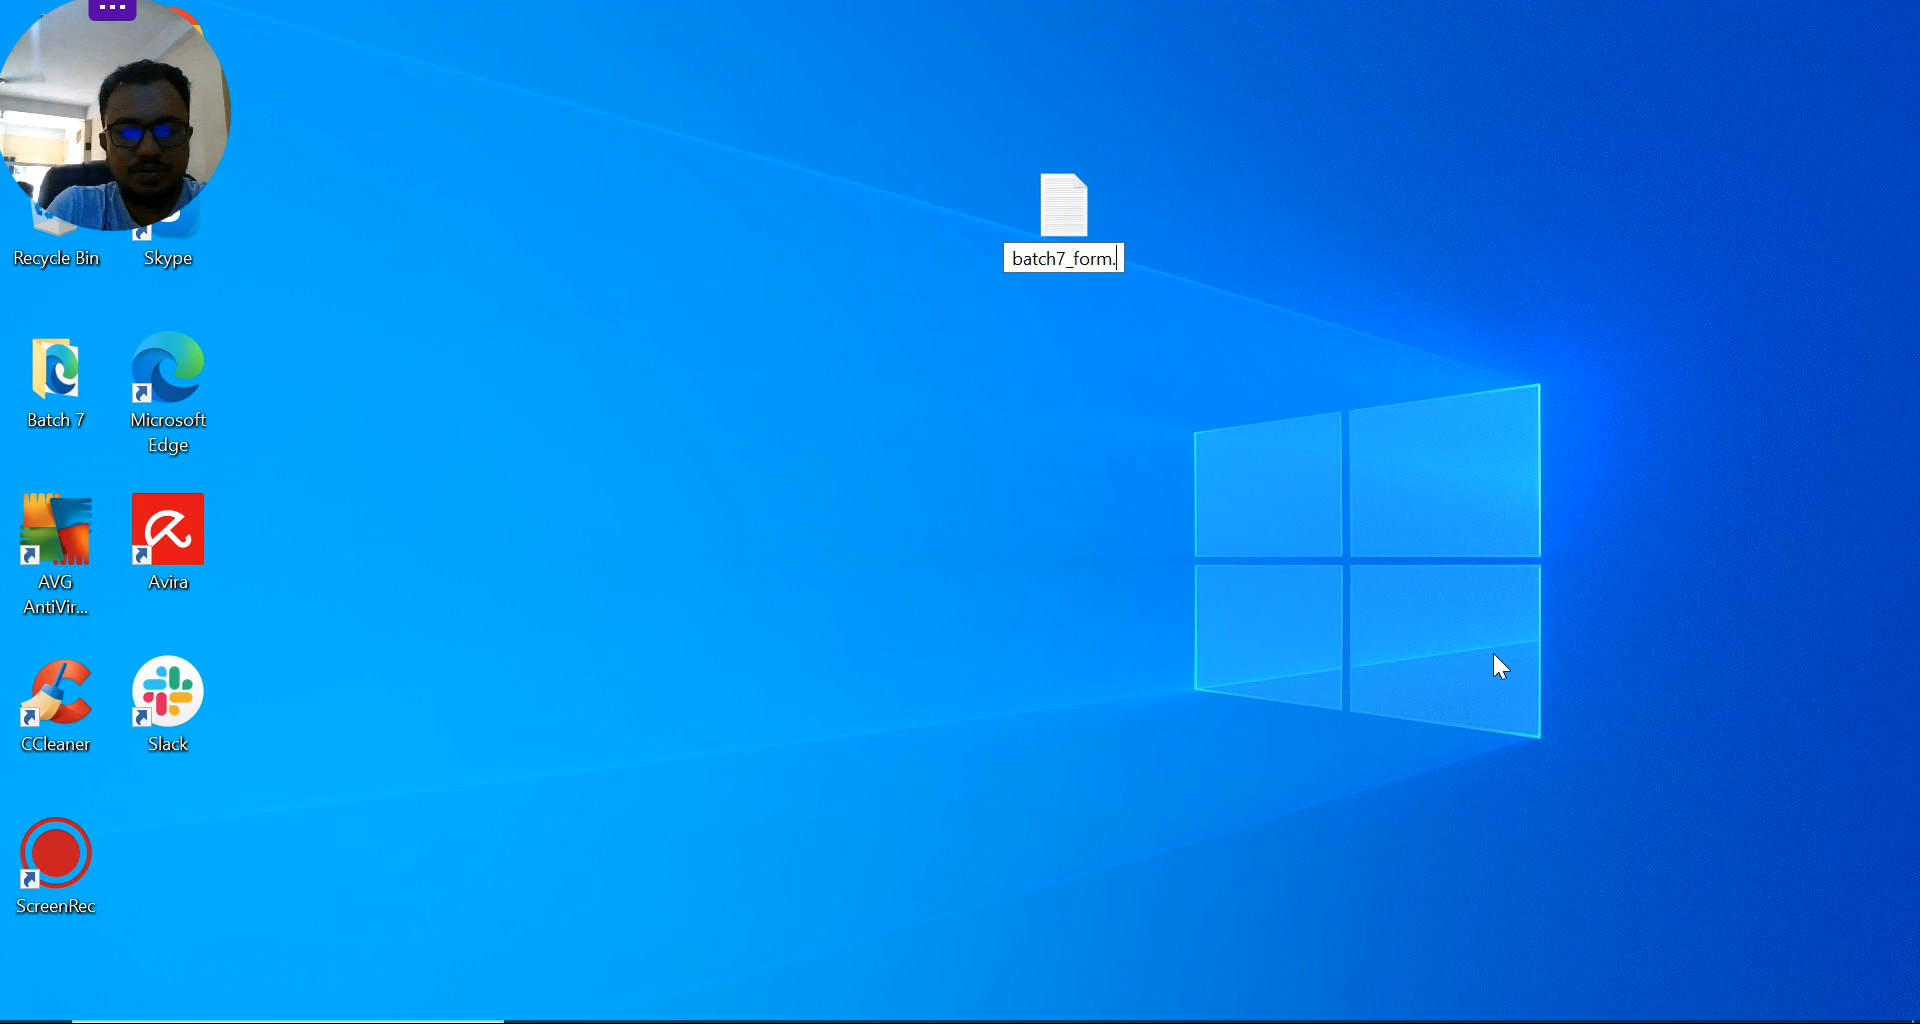 batch7_form.
Recycle Bin
Skype
Batch 7
Microsoft
Edge
AVG
AntiVir...
Avira
CCleaner
Slack
ScreenRec